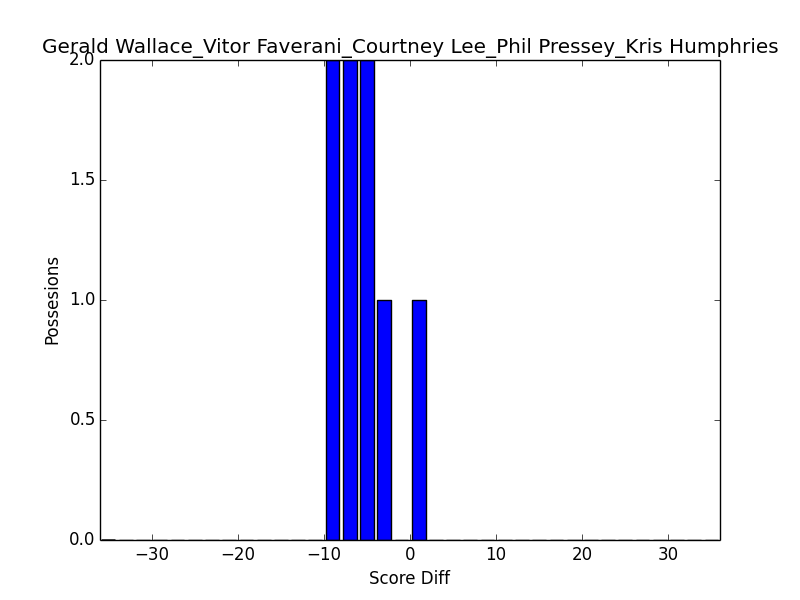 Gerald Wallace_Vitor Faverani_Courtney Lee_Phil Pressey_Kris Humphries
2.0
1.5
1.0
0.5
0.0
Possesions
−30 −20 −10 0 10 20 30
Score Diff